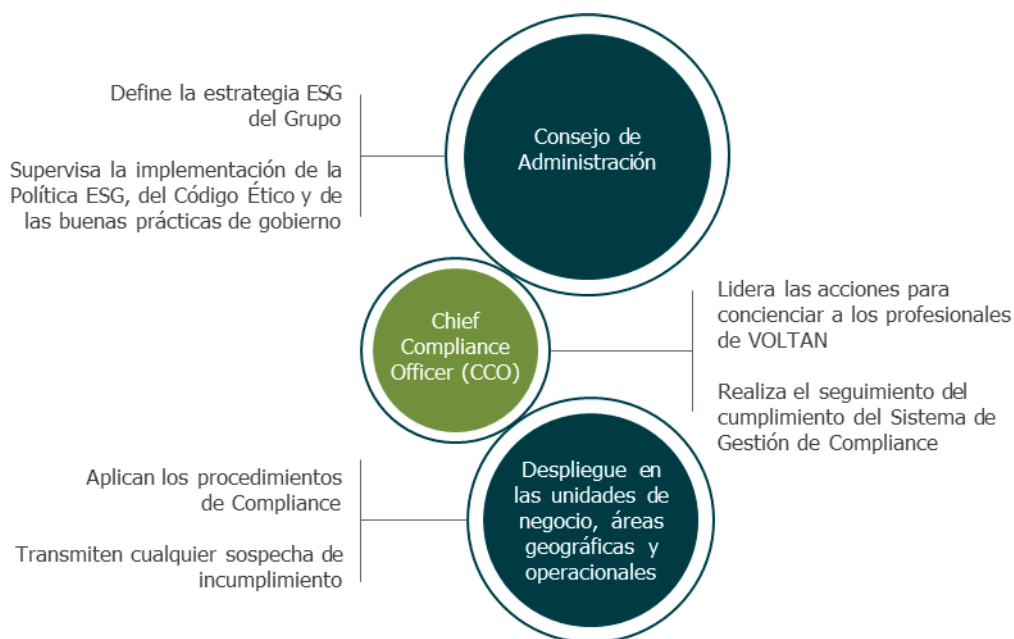 Define la estrategia ESG
del Grupo
Supervisa la implementación de la
Política ESG, del Código Ético y de
las buenas prácticas de gobierno
Consejo de
Administración
Chief
Compliance
Officer (CCO)
Lidera las acciones para
concienciar a los profesionales
de VOLTAN
Realiza el seguimiento del
cumplimiento del Sistema de
Gestión de Compliance
Aplican los procedimientos
de Compliance
Transmiten cualquier sospecha de
incumplimiento
Despliegue en
las unidades de
negocio, áreas
geográficas y
operacionales